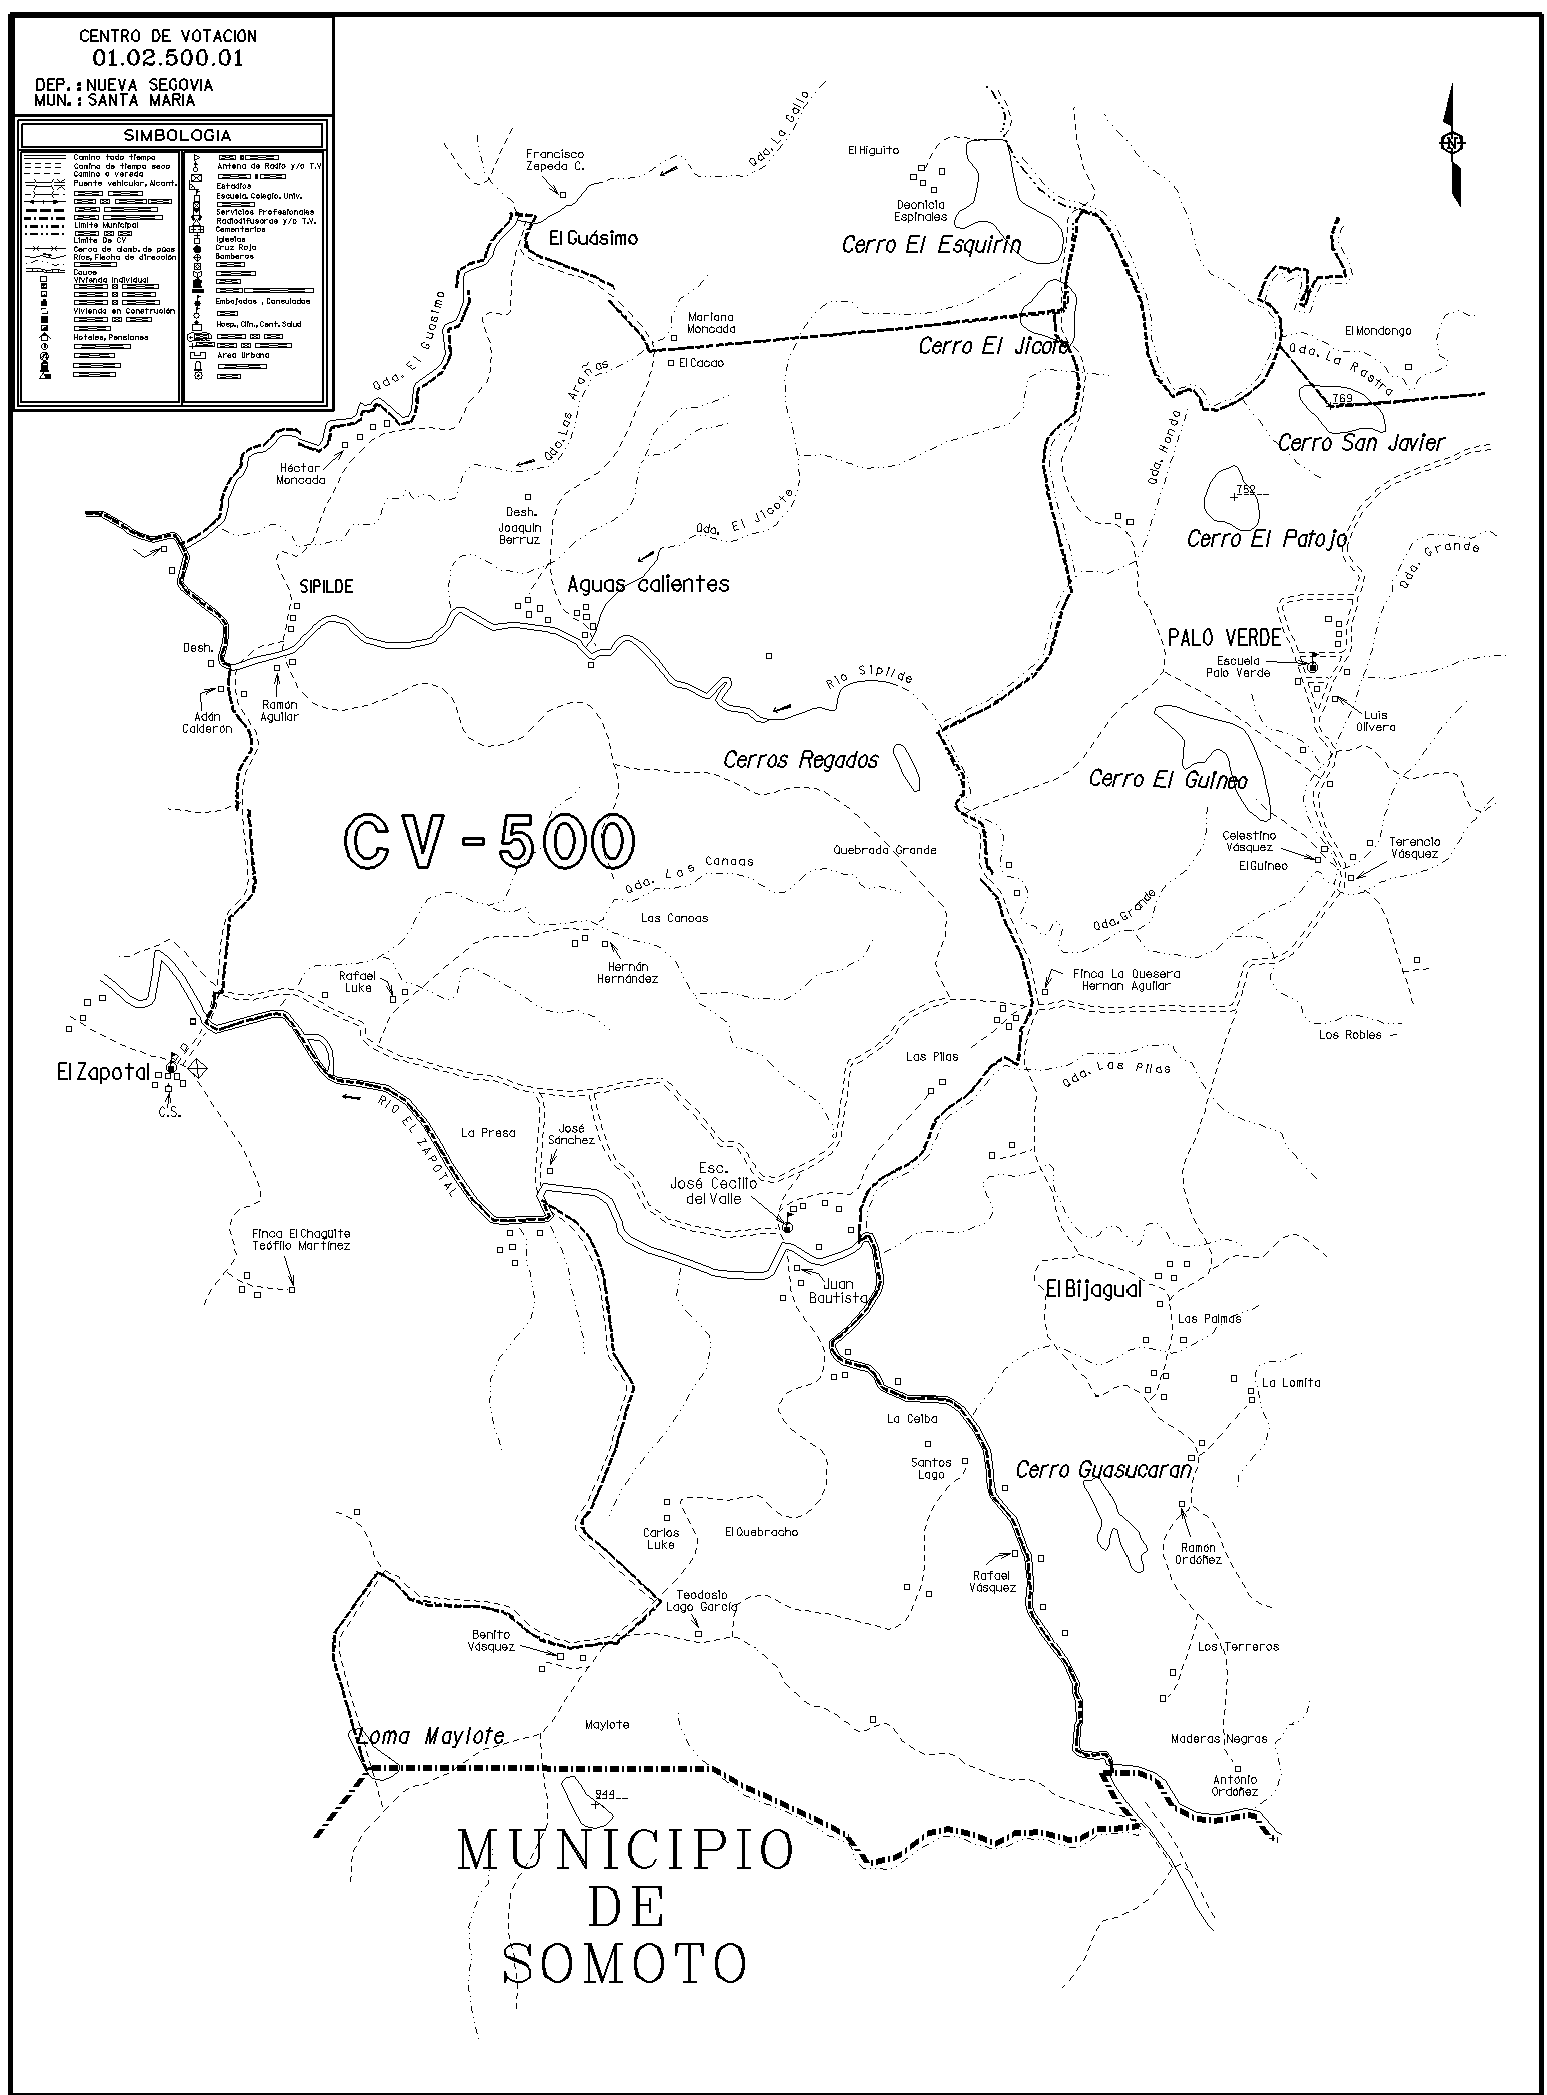 CENTRO DE VOTACION
01.02.500.01
DEP.: NUEVA SEGOVIA
MUN.: SANTA MARIA
SIMBOLOGIA
Camino todo tiempo
Camino de tiempo seco
Camino o vereda
Puente vehicular, Alcant.
Limite Municipal
Limite De CV
Cerca de alamb. de púas
Ríos, Flecha de dirección
Cauce
Vivienda Individual
Vivienda en Construción
Hoteles, Pensiones
Antena de Radio y/o T.V
Estadios
Escuela, Colegio, Univ.
Servicios Profesionales
Radiodifusoras y/o T.V.
Cementerios
Iglesias
Cruz Roja
Bomberos
Embajadas, Consulados
Hosp., Clin., Cent. Salud
Area Urbana
Qda. La Gallo
Francisco
Zepeda C.
El Higuito
Deonicia
Espinales
El Guásimo
Cerro El Esquirin
Qda. El Guasimo
Mariana
Moncada
El Cacao
Cerro El Jicote
El Mondongo
Qda. La Rastra
769
Cerro San Javier
Qda. Las Arañas
Qda. Honda
Héctar
Moncada
752
Cerro El Patojo
Desh.
Joaquin
Berruz
Qda. El Jicote
Qda. Grande
SIPILDE
Aguas calientes
PALO VERDE
Escuela
Palo Verde
Desh.
Rio Sipilde
Adán
Calderón
Ramón
Aguilar
Luis
Olivera
Cerros Regados
Cerro El Guineo
CV-500
Quebrada Grande
Celestino
Vásquez
El Guineo
Terencio
Vásquez
Qda. Las Canoas
Las Canoas
Qda. Grande
Rafael
Luke
Hernán
Hernández
Finca La Quesera
Hernan Aguilar
Los Robles
Las Pilas
Qda. Las Pilas
El Zapotal
C.S.
RIO EL ZAPOTAL
La Presa
José
Sánchez
Esc.
José Cecilio
del Valle
Finca El Chagüite
Teófilo Martínez
Juan
Bautista
El Bijagual
Las Palmas
La Lomita
La Ceiba
Santos
Lago
Cerro Guasucaran
Carlos
Luke
El Quebracho
Ramón
Ordóñez
Rafael
Vásquez
Teodosio
Lago García
Benito
Vásquez
Los Terreros
Loma Maylote
Maylote
Maderas Negras
Antonio
Ordóñez
944
MUNICIPIO
DE
SOMOTO
N